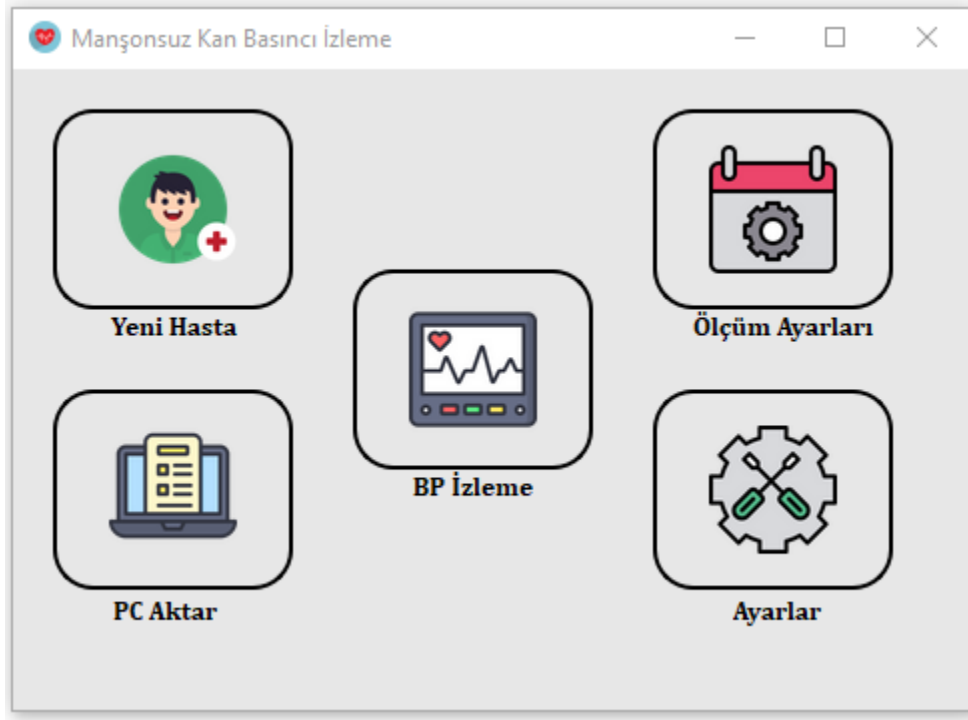 Manşonsuz Kan Basıncı İzleme
Yeni Hasta
Ölçüm Ayarları
BP İzleme
PC Aktar
Ayarlar